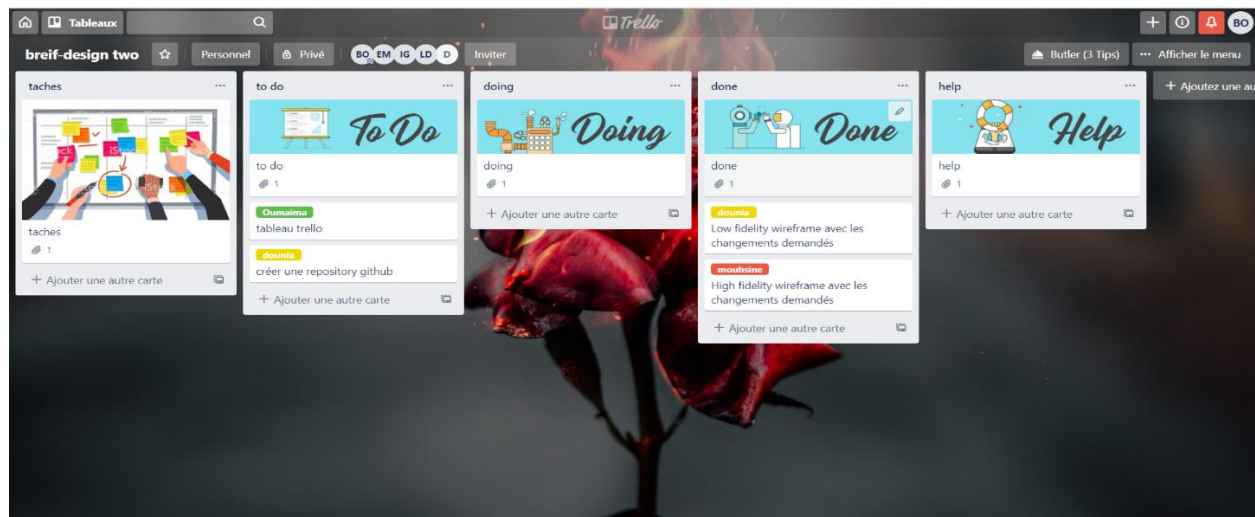 Tableaux
Trello
BO
breif-design two
Personnel
Privé
BO EM IG LD D
Inviter
Butler (3 Tips)
Afficher le menu
taches
taches
1
+ Ajouter une autre carte
to do
To Do
to do
1
Oumaima
tableau trello
dounia
créer une repository github
+ Ajouter une autre carte
doing
Doing
doing
1
+ Ajouter une autre carte
done
Done
done
1
dounia
Low fidelity wireframe avec les
changements demandés
mouhsine
High fidelity wireframe avec les
changements demandés
+ Ajouter une autre carte
help
Help
help
1
+ Ajouter une autre carte
+ Ajoutez une au